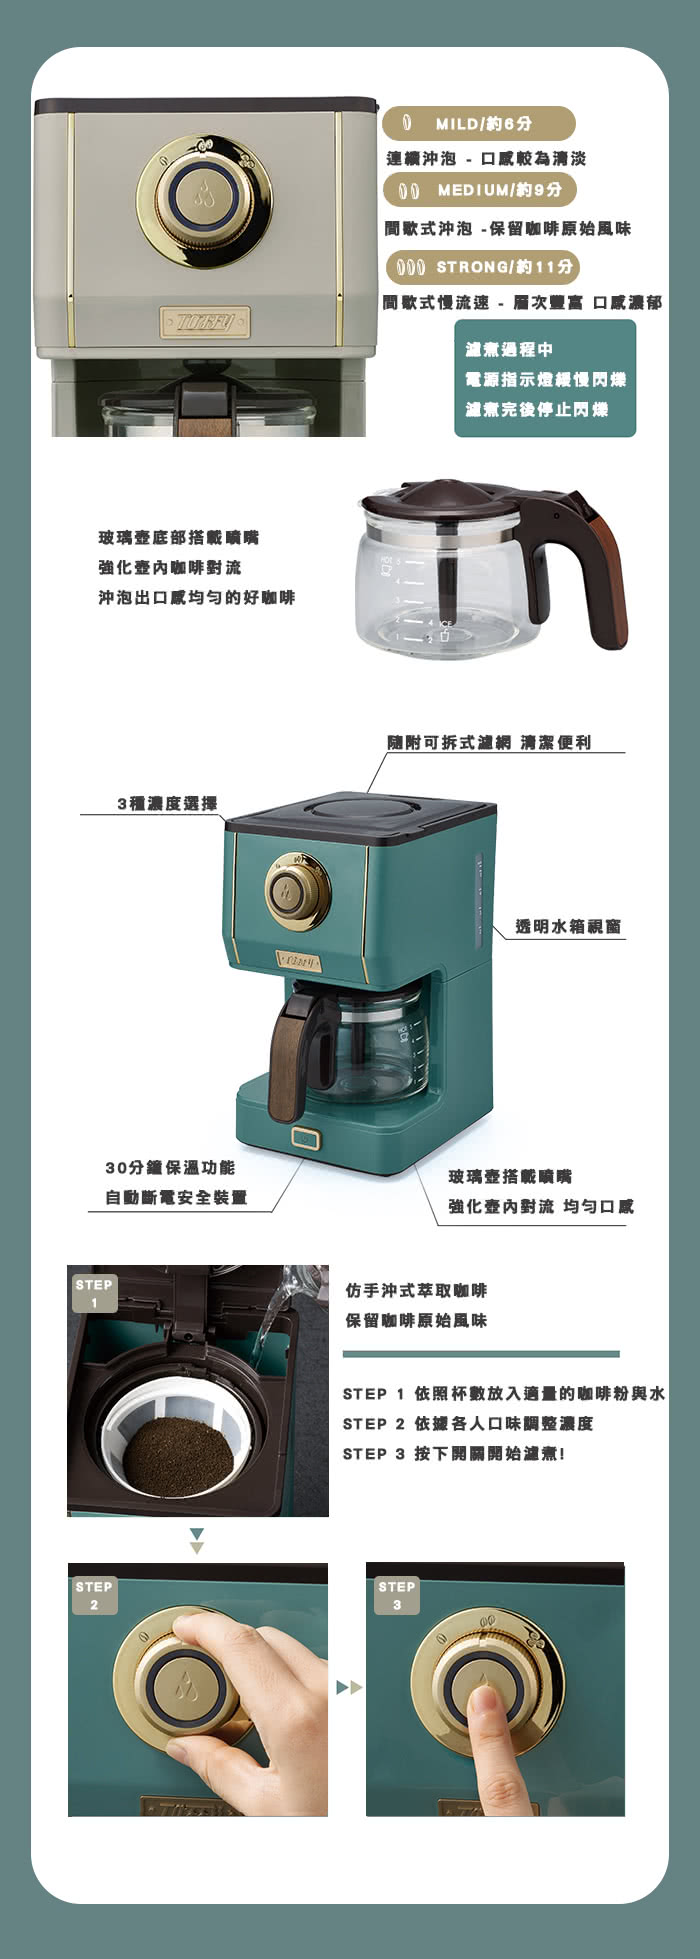 MILD/約6分
連續沖泡 - 口感較為清淡
MEDIUM/約9分
間歇式沖泡 -保留咖啡原始風味
STRONG/約11分
間歇式慢流速 - 層次豐富 口感濃郁
TOFFY
濾煮過程中
電源指示燈緩慢閃爍
濾煮完後停止閃爍
玻璃壺底部搭載噴嘴
強化壺內咖啡對流
沖泡出口感均勻的好咖啡
HOT 5
4
3
2 4 ICE
1 2
隨附可拆式濾網 清潔便利
3種濃度選擇
透明水箱視窗
TOFFY
30分鐘保溫功能
自動斷電安全裝置
玻璃壺搭載噴嘴
強化壺內對流 均勻口感
STEP
1
仿手沖式萃取咖啡
保留咖啡原始風味
STEP 1 依照杯數放入適量的咖啡粉與水
STEP 2 依據各人口味調整濃度
STEP 3 按下開關開始濾煮!
STEP
2
STEP
3